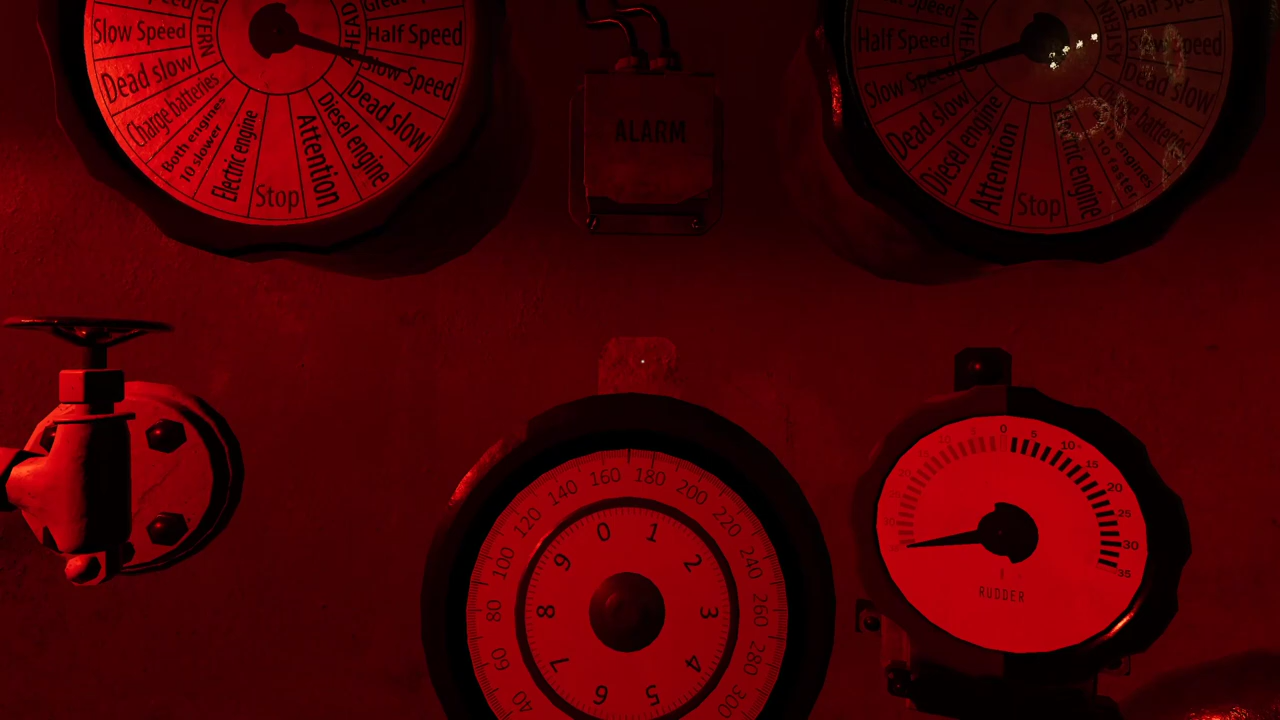 Slow Speed
Dead slow
Charge batteries
Both engines
10 slower
Electric engine
Stop
Attention
Diesel engine
Dead slow
Slow Speed
Half Speed
ASTERN
AHEAD
ALARM
Half Speed
Slow Speed
Dead slow
Diesel engine
Attention
Stop
Electric engine
10 faster
engines
batteries
Dead slow
Speed
Half Speed
40 60 80 100 120 140 160 180 200 220 240 260 280 300
0 1 2 3 4 5 6 7 8 9
0 5 10 15 20 25 30 35
RUDDER